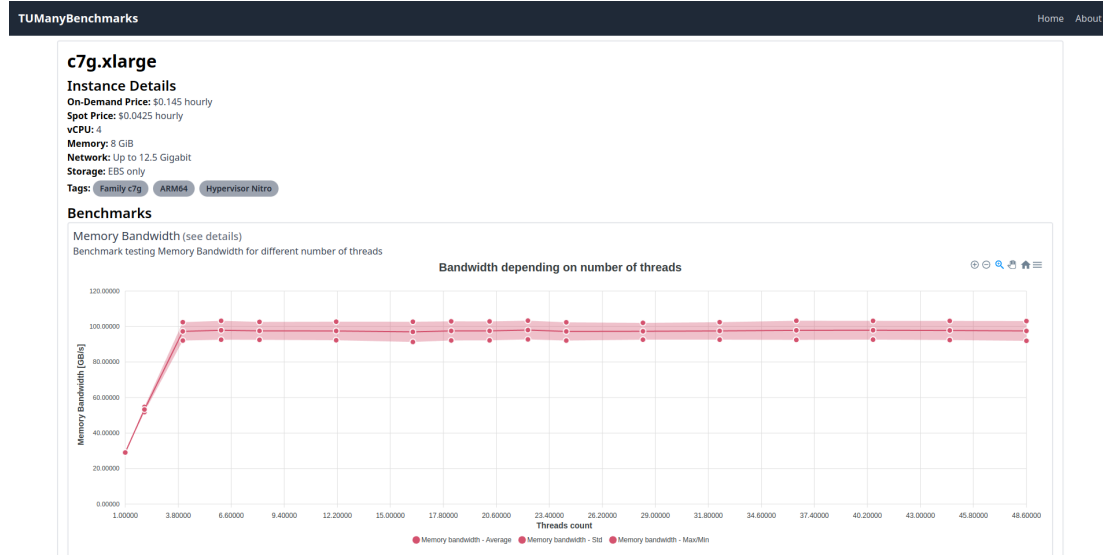 TUManyBenchmarks
Home About
c7g.xlarge
Instance Details
On-Demand Price: $0.145 hourly
Spot Price: $0.0425 hourly
vCPU: 4
Memory: 8 GiB
Network: Up to 12.5 Gigabit
Storage: EBS only
Tags: Family c7g ARM64 Hypervisor Nitro
Benchmarks
Memory Bandwidth (see details)
Benchmark testing Memory Bandwidth for different number of threads
Bandwidth depending on number of threads
Memory Bandwidth [GB/s]
120.00000
100.00000
80.00000
60.00000
40.00000
20.00000
0.00000
1.00000 3.80000 6.60000 9.40000 12.20000 15.00000 17.80000 20.60000 23.40000 26.20000 29.00000 31.80000 34.60000 37.40000 40.20000 43.00000 45.80000 48.60000
Threads count
Memory bandwidth - Average Memory bandwidth - Std Memory bandwidth - Max/Min